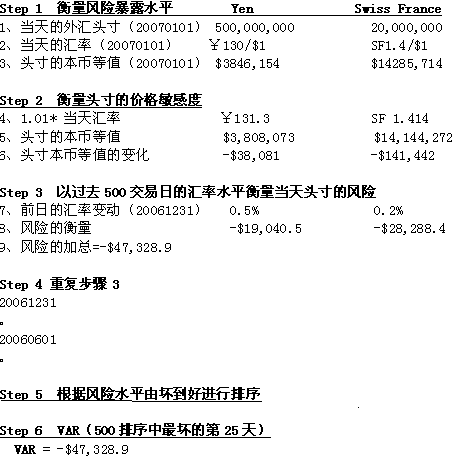 Step 1 衡量风险暴露水平 Yen Swiss France
1、当天的外汇头寸（20070101） 500,000,000 20,000,000
2、当天的汇率（20070101） ￥130/$1 SF1.4/$1
3、头寸的本币等值（20070101） $3846,154 $14285,714
Step 2 衡量头寸的价格敏感度
4、1.01*当天汇率 ￥131.3 SF 1.414
5、头寸的本币等值 $3,808,073 $14,144,272
6、头寸本币等值的变化 -$38,081 -$141,442
Step 3 以过去500交易日的汇率水平衡量当天头寸的风险
7、前日的汇率变动（20061231） 0.5% 0.2%
8、风险的衡量 -$19,040.5 -$28,288.4
9、风险的加总=-$47,328.9
Step 4 重复步骤 3
20061231
。
20060601
。
Step 5 根据风险水平由坏到好进行排序
Step 6 VAR（500排序中最坏的第25天）
VAR = -$47,328.9